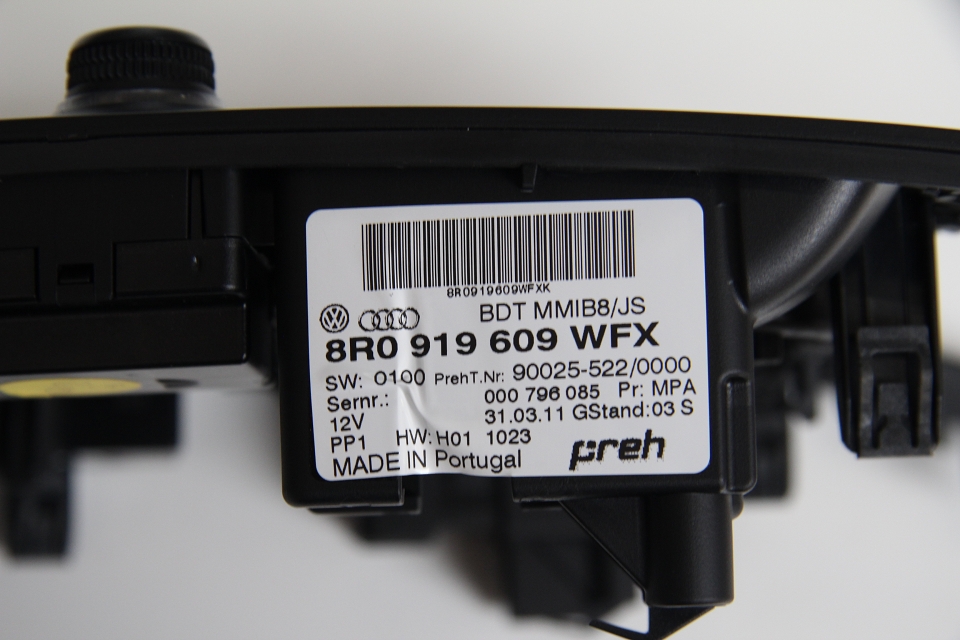 8R0919609WFXK
BDT MMIB8/JS
8R0 919 609 WFX
SW: 0100 PrehT.Nr: 90025-522/0000
Sernr.: 000 796 085 Pr: MPA
12V 31.03.11 GStand:03 S
PP1 HW: H01 1023
MADE IN Portugal preh